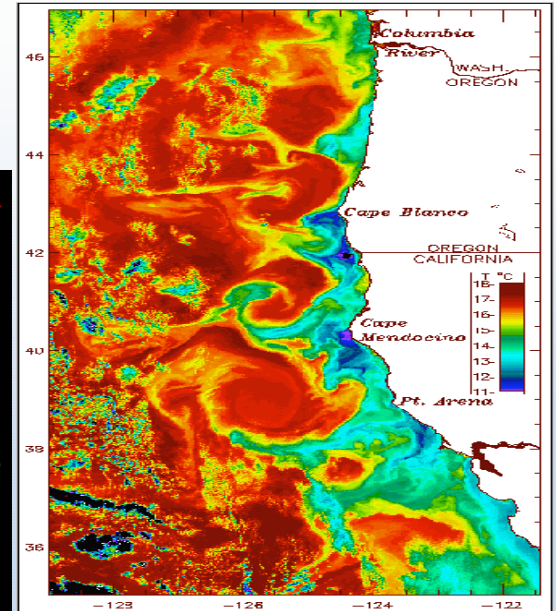 Columbia
River
WASH.
OREGON
Cape Blanco
OREGON
CALIFORNIA
T °C
18-
17-
16-
15-
14-
13-
12-
11-
Cape
Mendocino
Pt. Arena
46
44
42
40
38
36
-128
-126
-124
-122